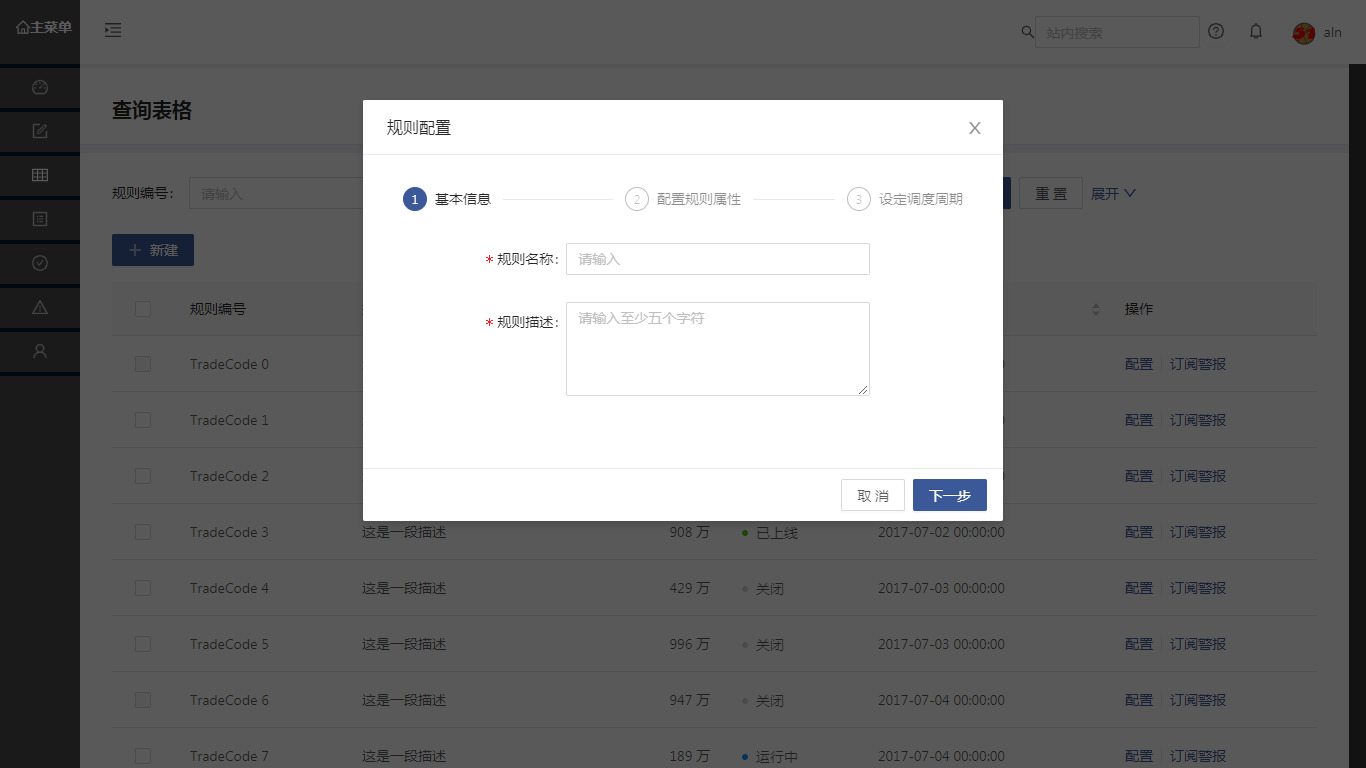 主菜单
站内搜索
aln
查询表格
规则编号：
请输入
重 置
展开
新建
规则编号
操作
TradeCode 0
配置
订阅警报
TradeCode 1
配置
订阅警报
TradeCode 2
配置
订阅警报
TradeCode 3
这是一段描述
908 万
已上线
2017-07-02 00:00:00
配置
订阅警报
TradeCode 4
这是一段描述
429 万
关闭
2017-07-03 00:00:00
配置
订阅警报
TradeCode 5
这是一段描述
996 万
关闭
2017-07-03 00:00:00
配置
订阅警报
TradeCode 6
这是一段描述
947 万
关闭
2017-07-04 00:00:00
配置
订阅警报
TradeCode 7
这是一段描述
189 万
运行中
2017-07-04 00:00:00
配置
订阅警报
规则配置
1 基本信息
2 配置规则属性
3 设定调度周期
* 规则名称：
请输入
* 规则描述：
请输入至少五个字符
取 消
下一步